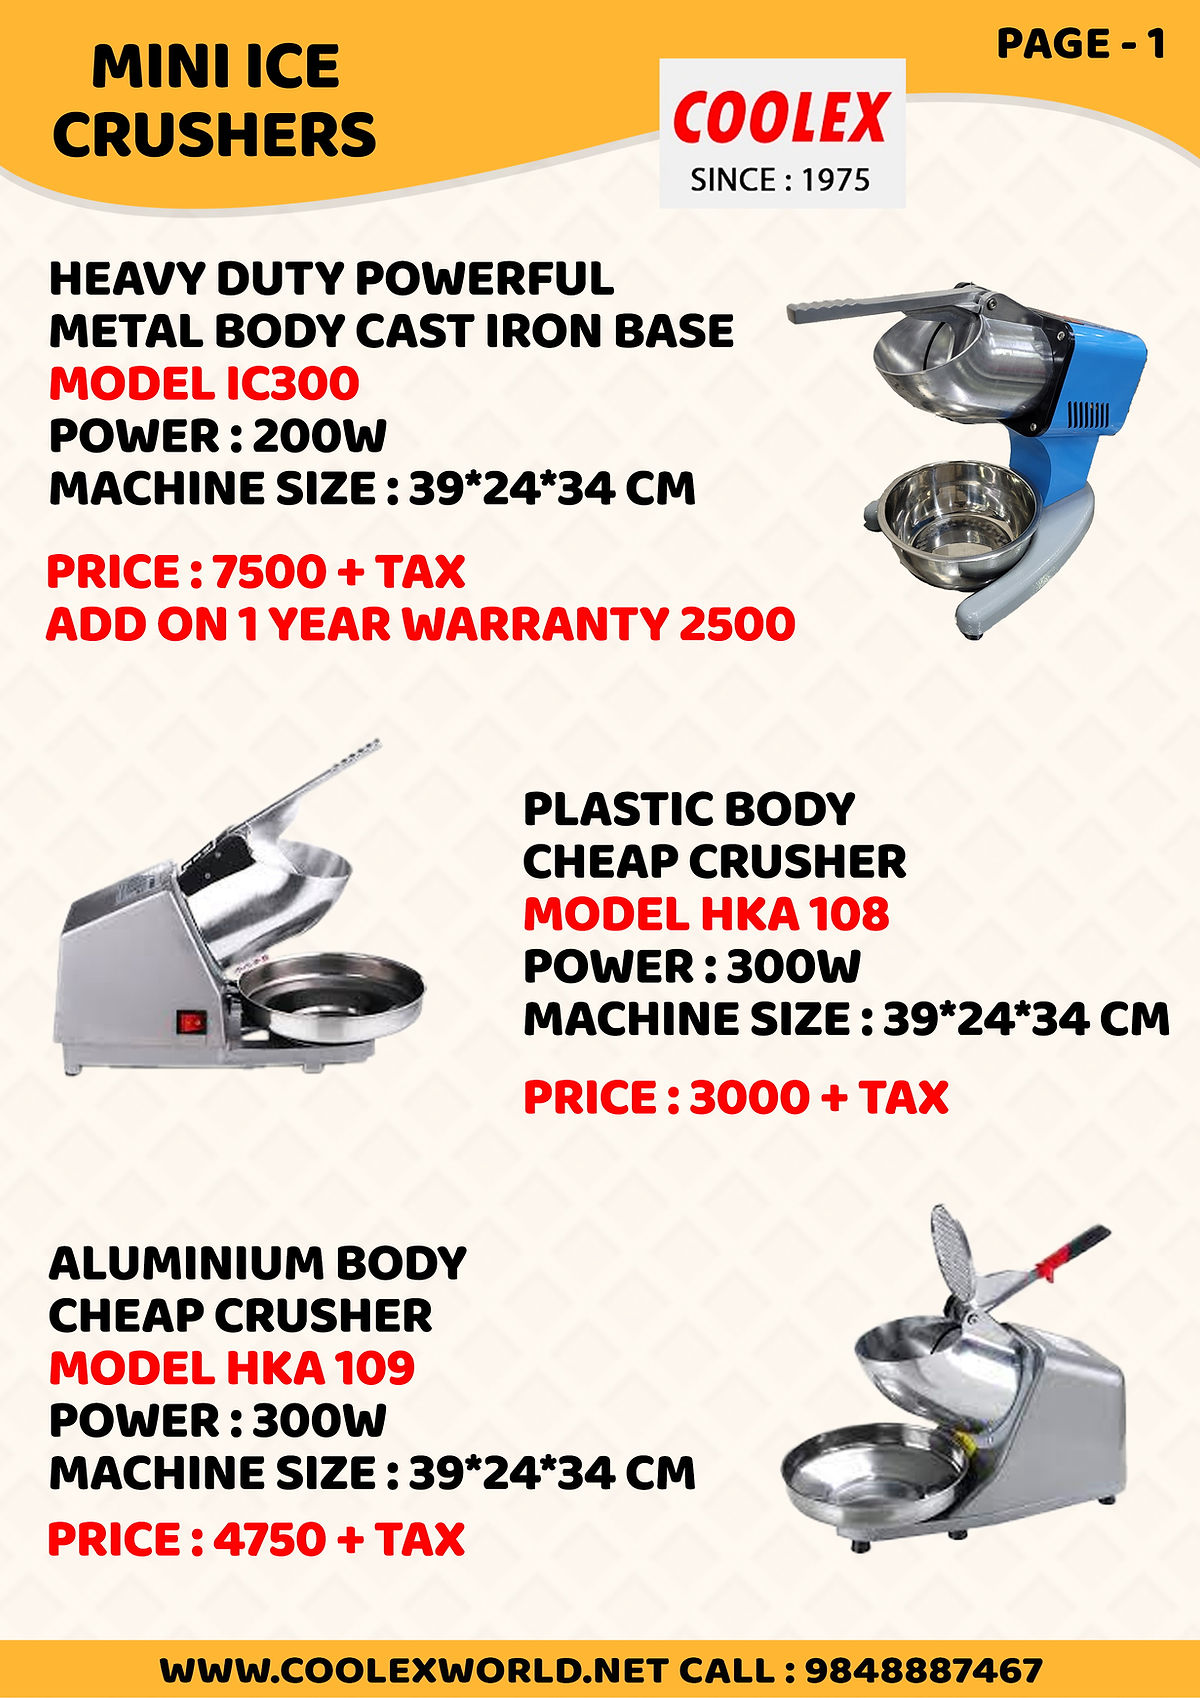 PAGE - 1
MINI ICE
CRUSHERS
COOLEX
SINCE : 1975
HEAVY DUTY POWERFUL
METAL BODY CAST IRON BASE
MODEL IC300
POWER : 200W
MACHINE SIZE : 39*24*34 CM
PRICE : 7500 + TAX
ADD ON 1 YEAR WARRANTY 2500
PLASTIC BODY
CHEAP CRUSHER
MODEL HKA 108
POWER : 300W
MACHINE SIZE : 39*24*34 CM
PRICE : 3000 + TAX
ALUMINIUM BODY
CHEAP CRUSHER
MODEL HKA 109
POWER : 300W
MACHINE SIZE : 39*24*34 CM
PRICE : 4750 + TAX
WWW.COOLEXWORLD.NET CALL : 9848887467